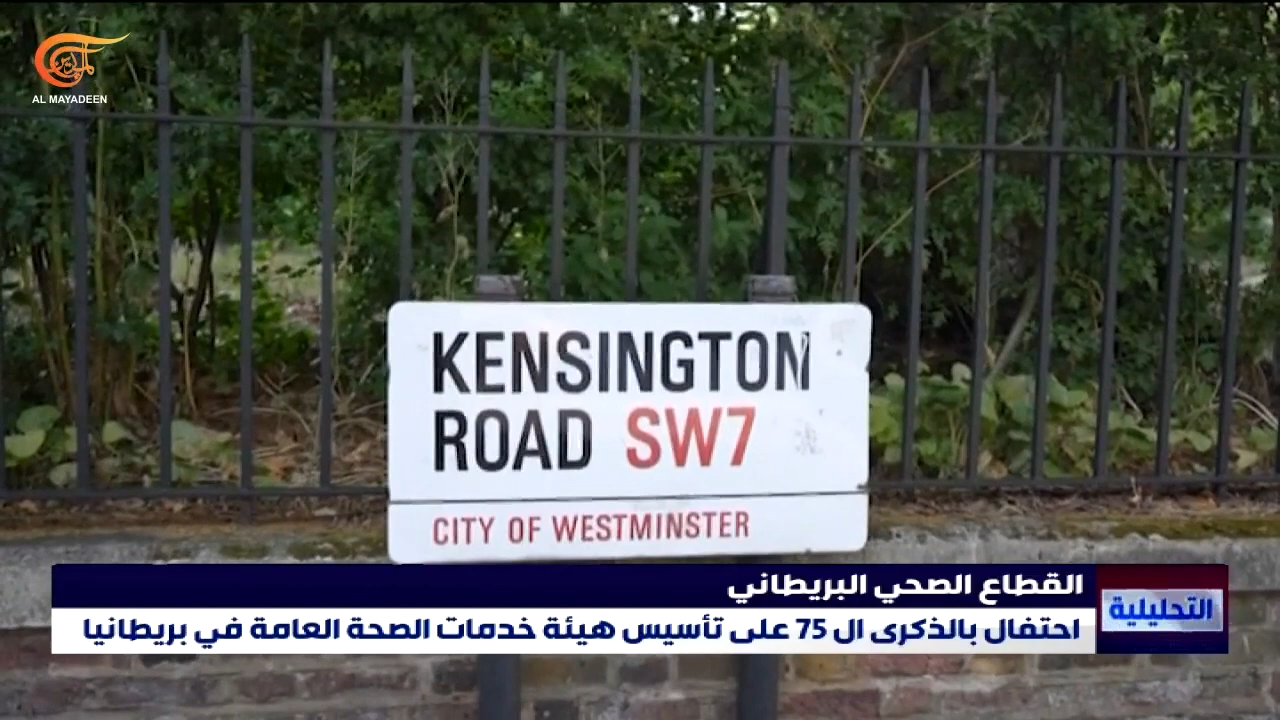 الميادين
AL MAYADEEN
KENSINGTON
ROAD SW7
CITY OF WESTMINSTER
القطاع الصحي البريطاني
التحليلية
احتفال بالذكرى ال 75 على تأسيس هيئة خدمات الصحة العامة في بريطانيا